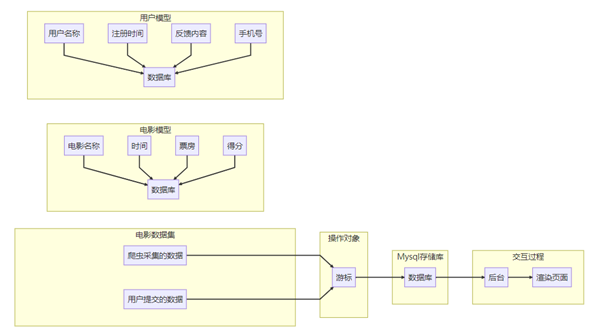 用户模型
用户名称
注册时间
反馈内容
手机号
数据库
电影模型
电影名称
时间
票房
得分
数据库
电影数据集
爬虫采集的数据
用户提交的数据
操作对象
游标
Mysql存储库
数据库
交互过程
后台
渲染页面